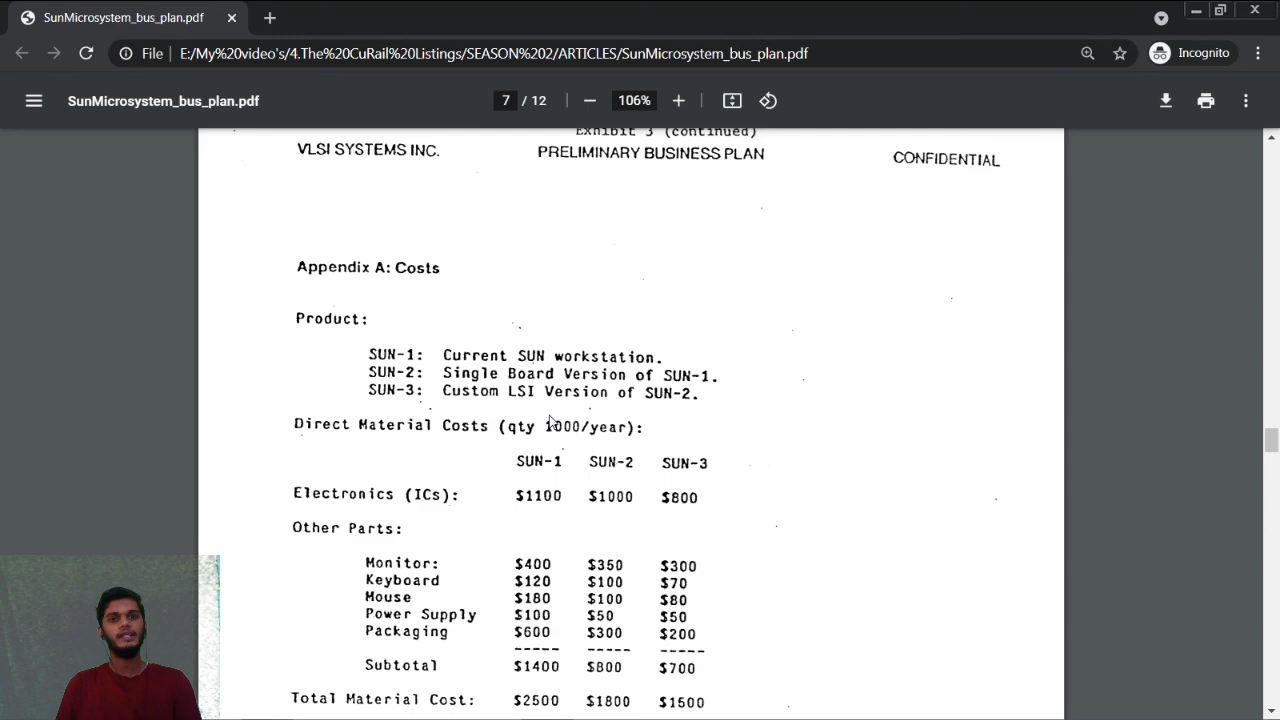 SunMicrosystem_bus_plan.pdf
File E:/My%20video's/4.The%20CuRail%20Listings/SEASON%202/ARTICLES/SunMicrosystem_bus_plan.pdf Incognito
SunMicrosystem_bus_plan.pdf 7 / 12 106%
Exhibit 3 (continued)
VLSI SYSTEMS INC. PRELIMINARY BUSINESS PLAN CONFIDENTIAL
Appendix A: Costs
Product:
SUN-1: Current SUN workstation.
SUN-2: Single Board Version of SUN-1.
SUN-3: Custom LSI Version of SUN-2.
Direct Material Costs (qty 1000/year):
SUN-1 SUN-2 SUN-3
Electronics (ICs): $1100 $1000 $800
Other Parts:
Monitor: $400 $350 $300
Keyboard $120 $100 $70
Mouse $180 $100 $80
Power Supply $100 $50 $50
Packaging $600 $300 $200
----- ----- -----
Subtotal $1400 $800 $700
Total Material Cost: $2500 $1800 $1500